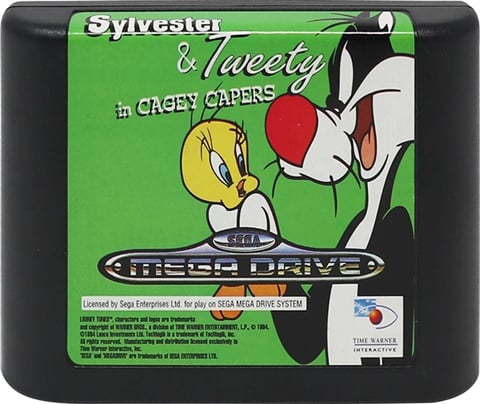 Sylvester
& Tweety
in CAGEY CAPERS
SEGA
MEGA DRIVE
Licensed by Sega Enterprises Ltd. for play on SEGA MEGA DRIVE SYSTEM
LOONEY TUNES™, characters and logos are trademarks
and copyright of WARNER BROS., a division of TIME WARNER ENTERTAINMENT, L.P., © 1994.
©1994 Lance Investments Ltd. TecMagik is a trademark of TecMagik, Inc.
All rights reserved. Manufacturing and distribution licensed exclusively to
Time Warner Interactive, Inc.
"SEGA" and "MEGADRIVE" are trademarks of SEGA ENTERPRISES LTD.
TIME WARNER
INTERACTIVE